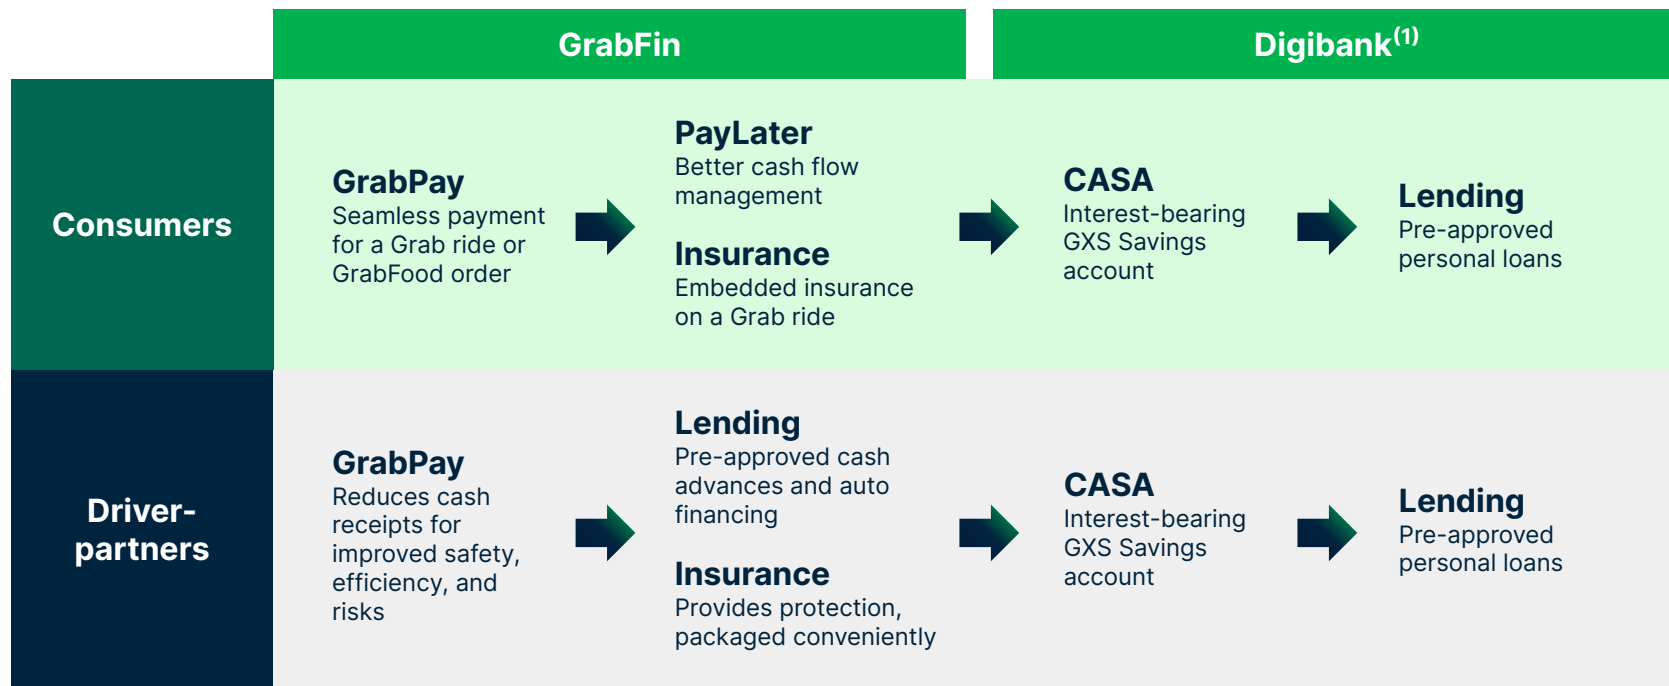 GrabFin
Digibank(1)
Consumers
GrabPay
Seamless payment
for a Grab ride or
GrabFood order
PayLater
Better cash flow
management
Insurance
Embedded insurance
on a Grab ride
CASA
Interest-bearing
GXS Savings
account
Lending
Pre-approved
personal loans
Driver-
partners
GrabPay
Reduces cash
receipts for
improved safety,
efficiency, and
risks
Lending
Pre-approved cash
advances and auto
financing
Insurance
Provides protection,
packaged conveniently
CASA
Interest-bearing
GXS Savings
account
Lending
Pre-approved
personal loans